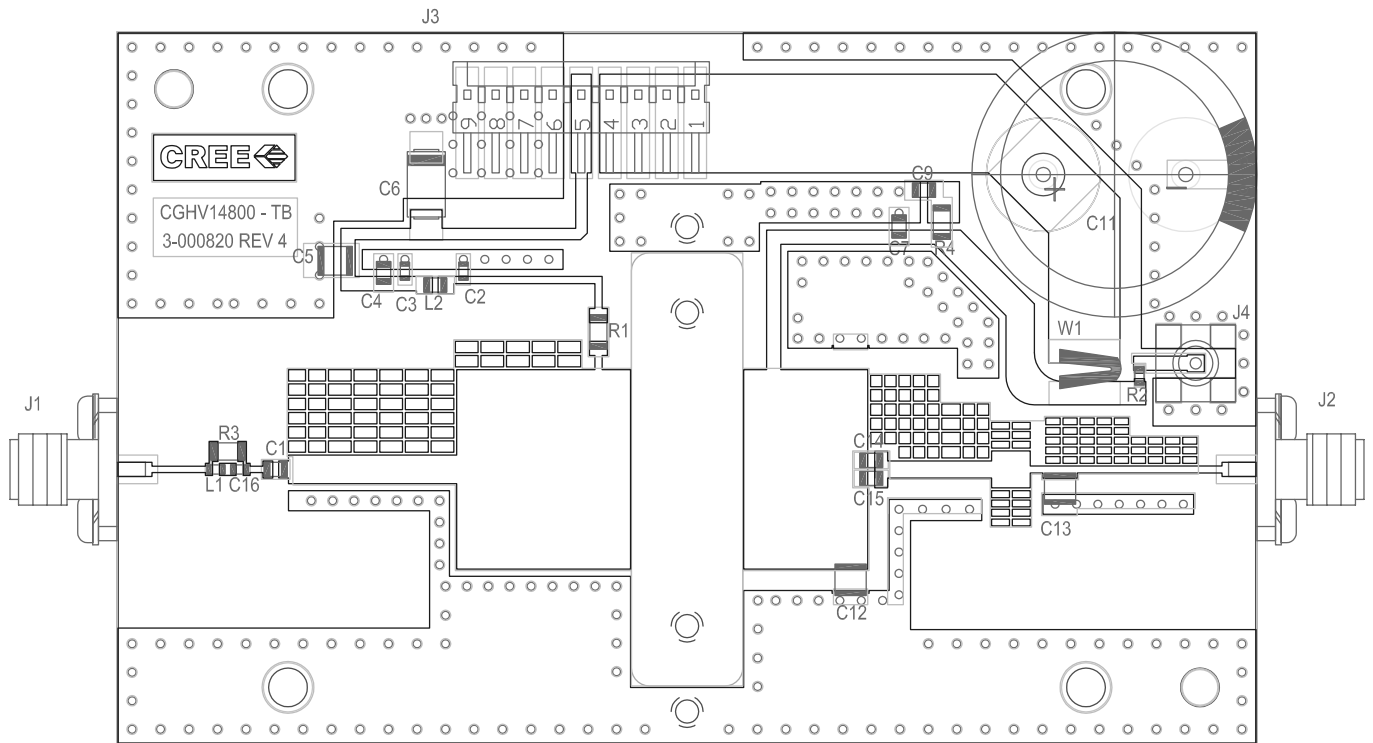 J3
9 8 7 6 5 4 3 2 1
CREE
CGHV14800 - TB
3-000820 REV 4
C6
C9
C5
C7
R4
C11
C4
C3
L2
C2
R1
W1
J4
R2
J1
J2
R3
C1
L1
C16
C14
C15
C13
C12